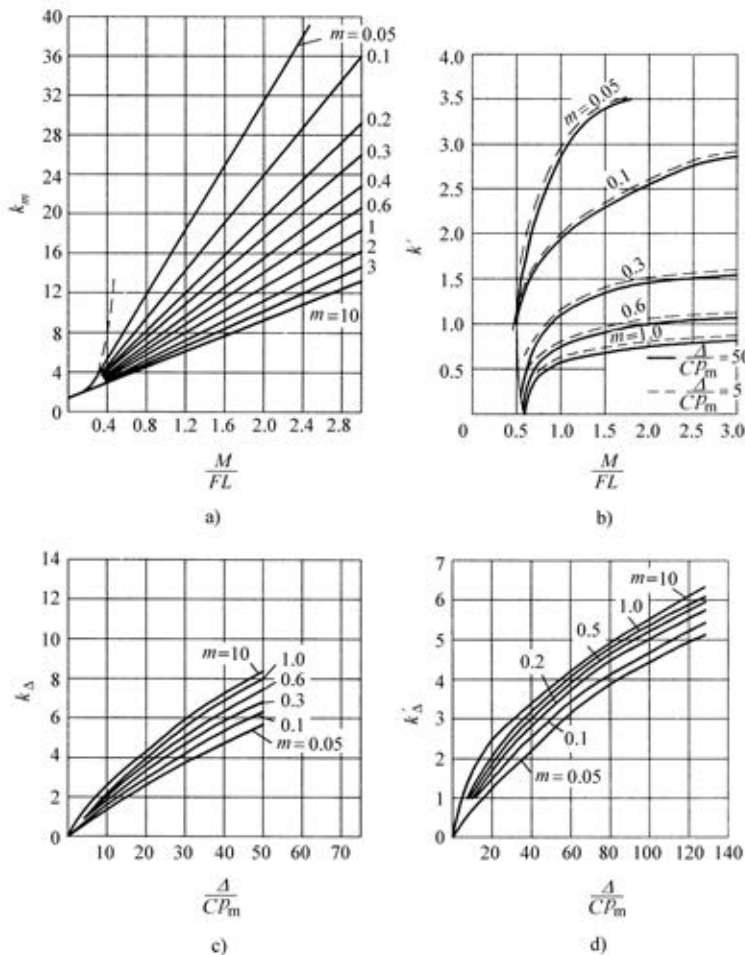 40
36
32
28
24
20
16
12
8
4
0
k_m
m=0.05
0.1
0.2
0.3
0.4
0.6
1
2
3
m=10
0.4 0.8 1.2 1.6 2.0 2.4 3.0
M/FL
a)
4.0
3.5
3.0
2.5
2.0
1.5
1.0
0.5
k′
m=0.05
0.1
0.3
0.6
m=1.0
Δ/Cp_m=50
Δ/Cp_m=5
0 0.5 1.0 1.5 2.0 2.5 3.0
M/FL
b)
14
12
10
8
6
4
2
0
k_Δ
m=10
1.0
0.6
0.3
0.1
m=0.05
10 20 30 40 50 60 70
Δ/Cp_m
c)
7
6
5
4
3
2
1
0
k′_Δ
m=10
1.0
0.5
0.2
0.1
m=0.05
20 40 60 80 100 120 140
Δ/Cp_m
d)